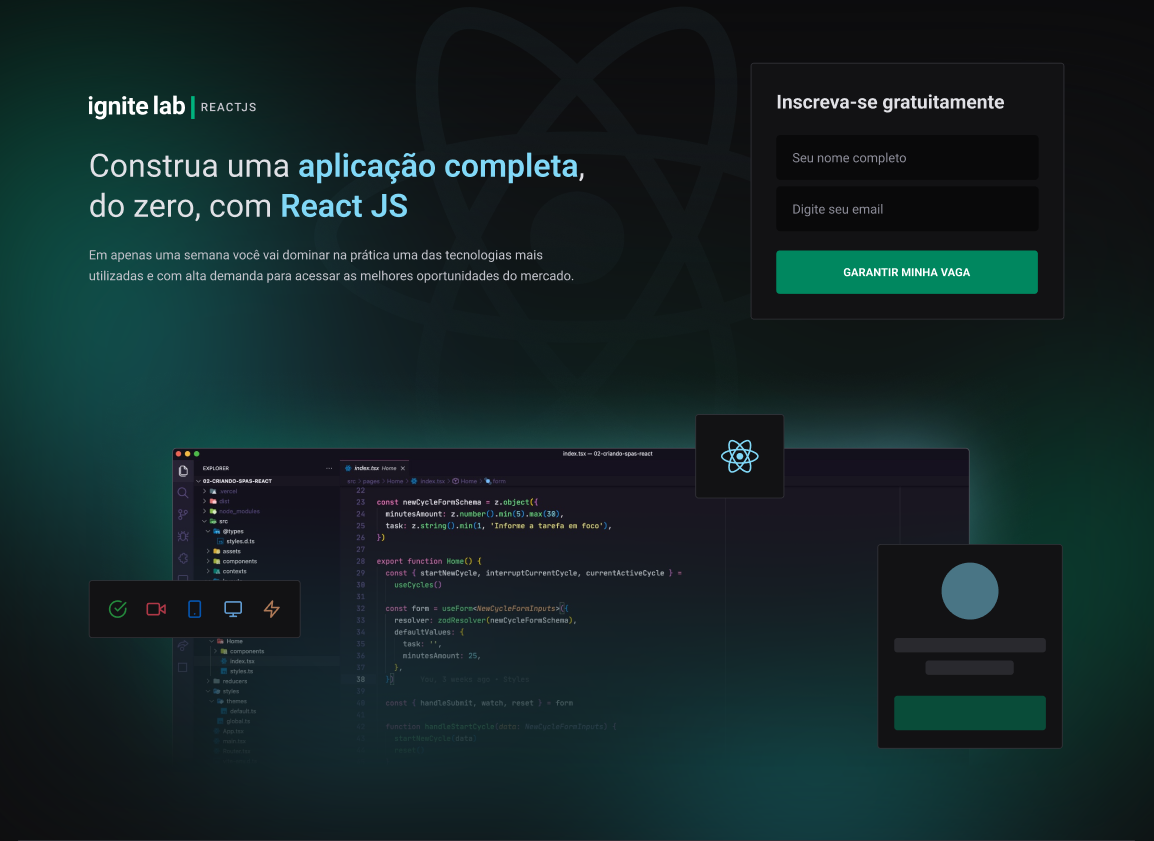 ignite lab | REACTJS
Construa uma aplicação completa,
do zero, com React JS
Em apenas uma semana você vai dominar na prática uma das tecnologias mais
utilizadas e com alta demanda para acessar as melhores oportunidades do mercado.
Inscreva-se gratuitamente
Seu nome completo
Digite seu email
GARANTIR MINHA VAGA
index.tsx — 02-criando-spas-react
EXPLORER
02-CRIANDO-SPAS-REACT
.vercel
dist
node_modules
src
@types
styles.d.ts
assets
components
contexts
Home
components
index.tsx
styles.ts
reducers
styles
themes
default.ts
global.ts
App.tsx
index.tsx Home ×
src > pages > Home > index.tsx > Home > form
22
23 const newCycleFormSchema = z.object({
24 minutesAmount: z.number().min(5).max(30),
25 task: z.string().min(1, 'Informe a tarefa em foco'),
26 })
27
28 export function Home() {
29 const { startNewCycle, interruptCurrentCycle, currentActiveCycle } =
30 useCycles()
31
32 const form = useForm<NewCycleFormInputs>({
33 resolver: zodResolver(newCycleFormSchema),
34 defaultValues: {
35 task: '',
36 minutesAmount: 25,
37 },
38 })
39
40 const { handleSubmit, watch, reset } = form
41
function handleStartCycle(data: NewCycleFormInputs) {
startNewCycle(data)
reset()